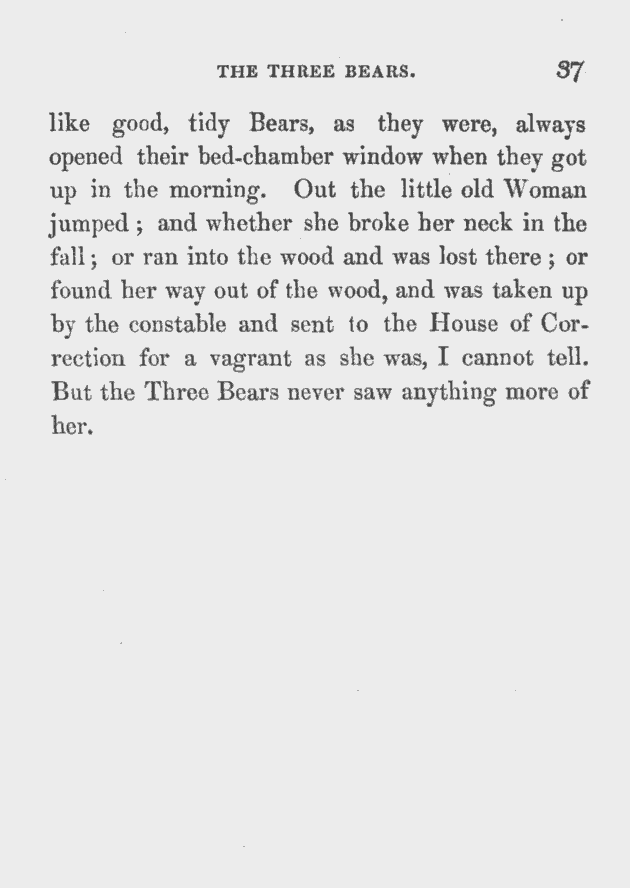 THE THREE BEARS. 37
like good, tidy Bears, as they were, always
opened their bed-chamber window when they got
up in the morning. Out the little old Woman
jumped ; and whether she broke her neck in the
fall ; or ran into the wood and was lost there ; or
found her way out of the wood, and was taken up
by the constable and sent to the House of Cor-
rection for a vagrant as she was, I cannot tell.
But the Three Bears never saw anything more of
her.